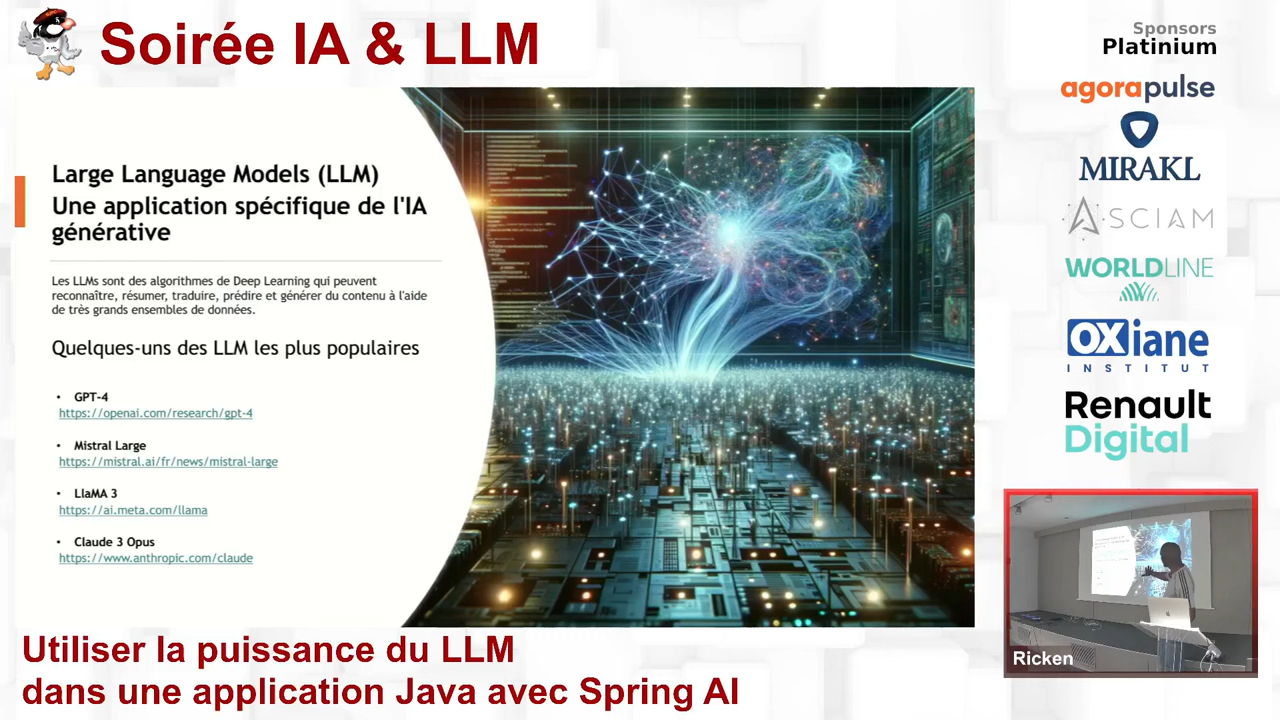 Soirée IA & LLM
Large Language Models (LLM)
Une application spécifique de l'IA
générative
Les LLMs sont des algorithmes de Deep Learning qui peuvent
reconnaître, résumer, traduire, prédire et générer du contenu à l'aide
de très grands ensembles de données.
Quelques-uns des LLM les plus populaires
• GPT-4
https://openai.com/research/gpt-4
• Mistral Large
https://mistral.ai/fr/news/mistral-large
• LlaMA 3
https://ai.meta.com/llama
• Claude 3 Opus
https://www.anthropic.com/claude
Utiliser la puissance du LLM
dans une application Java avec Spring AI
Sponsors
Platinium
agorapulse
MIRAKL
ASCIAM
WORLDLINE
OXiane
INSTITUT
Renault
Digital
Ricken